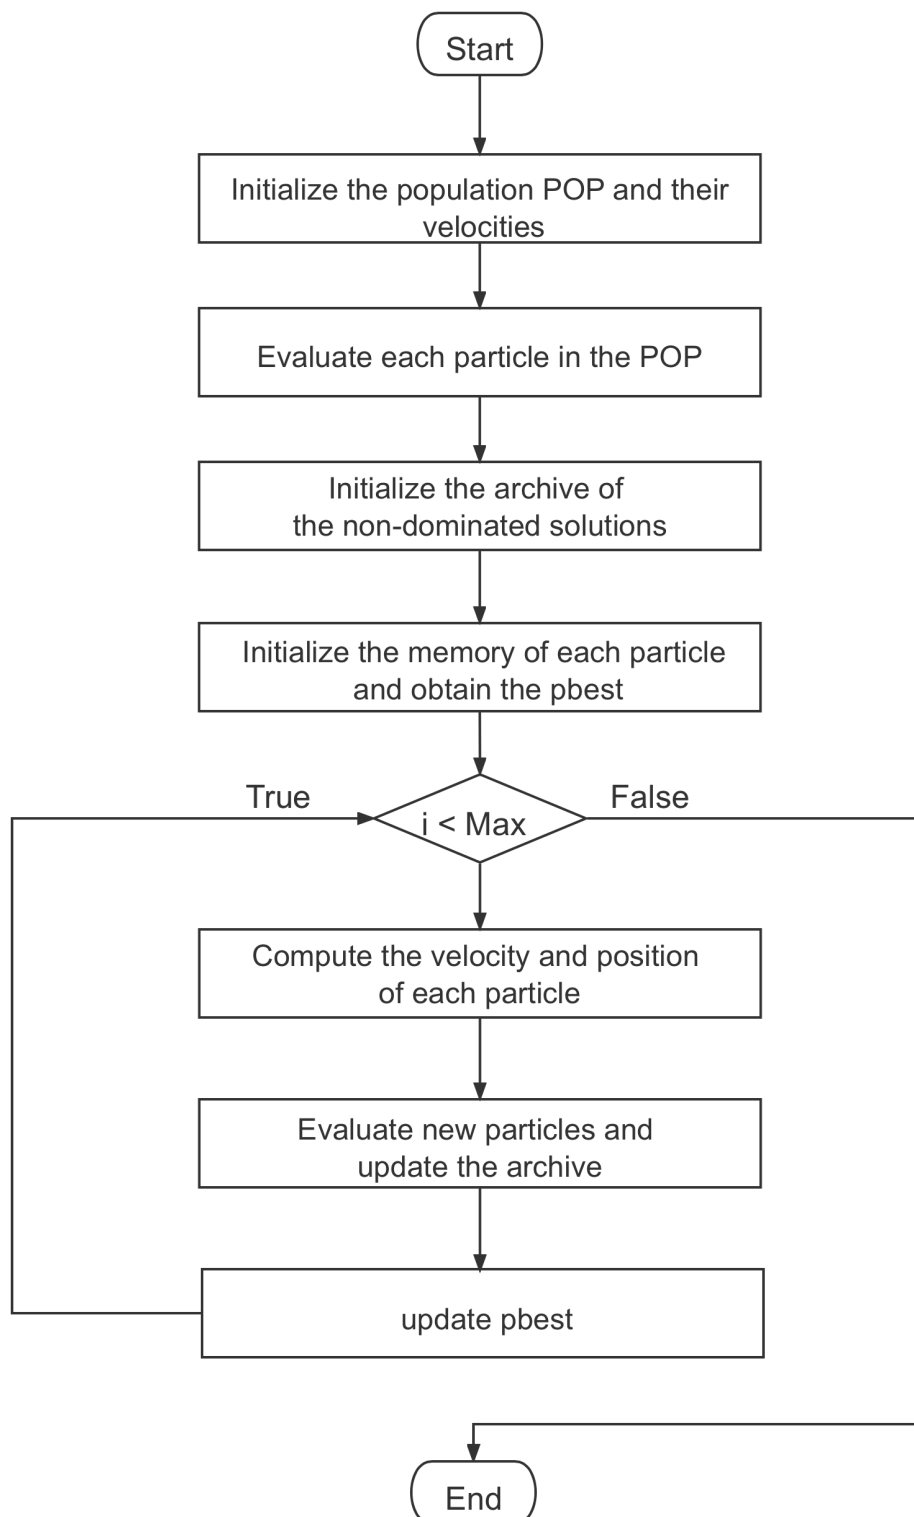 Start
Initialize the population POP and their
velocities
Evaluate each particle in the POP
Initialize the archive of
the non-dominated solutions
Initialize the memory of each particle
and obtain the pbest
True
False
i < Max
Compute the velocity and position
of each particle
Evaluate new particles and
update the archive
update pbest
End